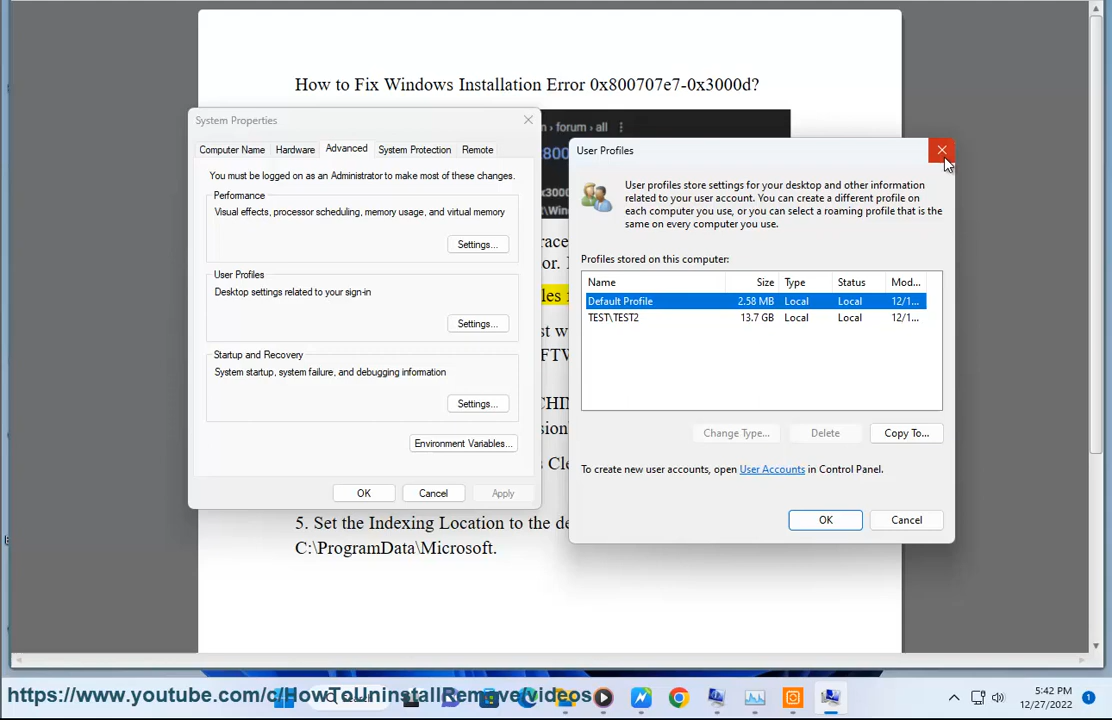 How to Fix Windows Installation Error 0x800707e7-0x3000d?
System Properties
Computer Name
Hardware
Advanced
System Protection
Remote
You must be logged on as an Administrator to make most of these changes.
Performance
Visual effects, processor scheduling, memory usage, and virtual memory
Settings...
User Profiles
Desktop settings related to your sign-in
Settings...
Startup and Recovery
System startup, system failure, and debugging information
Settings...
Environment Variables...
OK
Cancel
Apply
› forum › all
User Profiles
User profiles store settings for your desktop and other information
related to your user account. You can create a different profile on
each computer you use, or you can select a roaming profile that is the
same on every computer you use.
Profiles stored on this computer:
Name Size Type Status Mod...
Default Profile 2.58 MB Local Local 12/1...
TEST\TEST2 13.7 GB Local Local 12/1...
Change Type...
Delete
Copy To...
To create new user accounts, open User Accounts in Control Panel.
OK
Cancel
5. Set the Indexing Location to the de
C:\ProgramData\Microsoft.
https://www.youtube.com/c/HowToUninstallRemove/videos
5:42 PM
12/27/2022
1